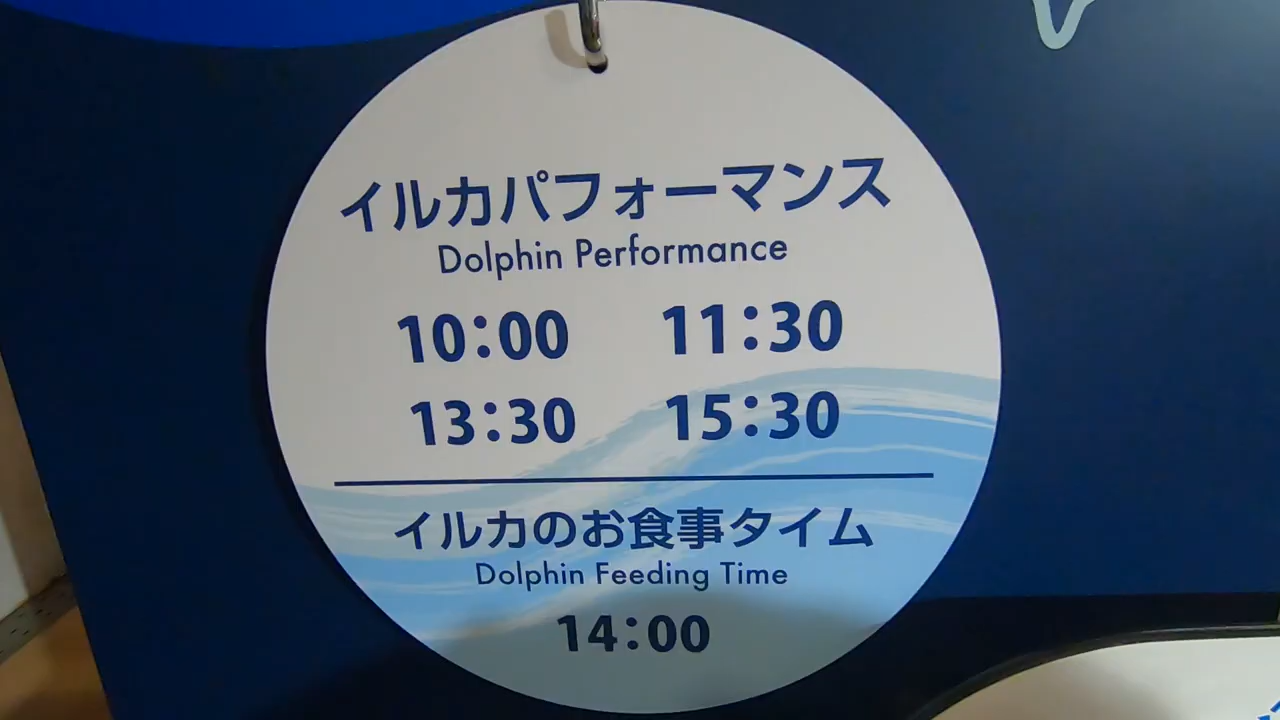 イルカパフォーマンス
Dolphin Performance
10:00 11:30
13:30 15:30
イルカのお食事タイム
Dolphin Feeding Time
14:00